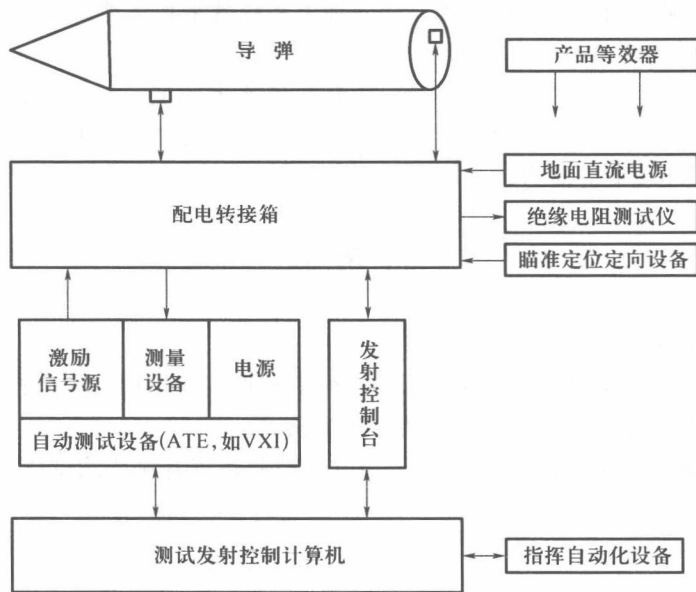 导弹
产品等效器
地面直流电源
配电转接箱
绝缘电阻测试仪
瞄准定位定向设备
激励
信号源
测量
设备
电源
自动测试设备(ATE,如VXI)
发射控制台
测试发射控制计算机
指挥自动化设备